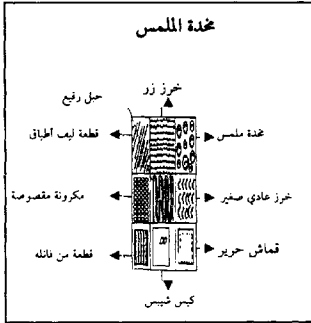 مخدة الملمس
خرز زر
حبل رفيع
مخدة ملمس
قطعة ليف أطباق
خرز عادي صغير
مكرونة مقصوصة
قماش حرير
قطعة من فانله
كيس شيبس